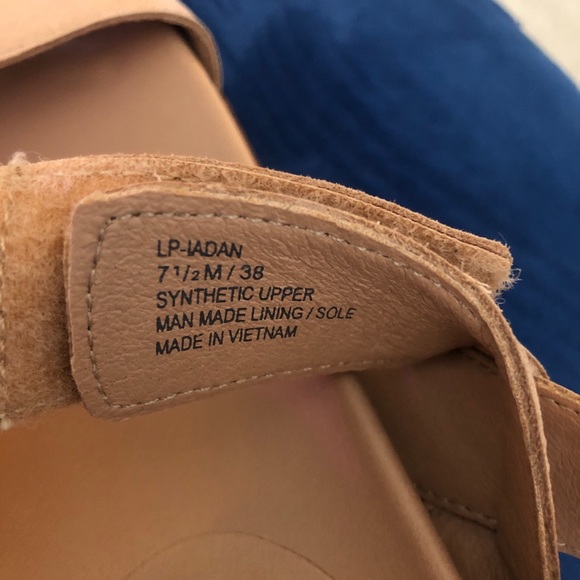 LP-IADAN
7 1/2 M / 38
SYNTHETIC UPPER
MAN MADE LINING / SOLE
MADE IN VIETNAM